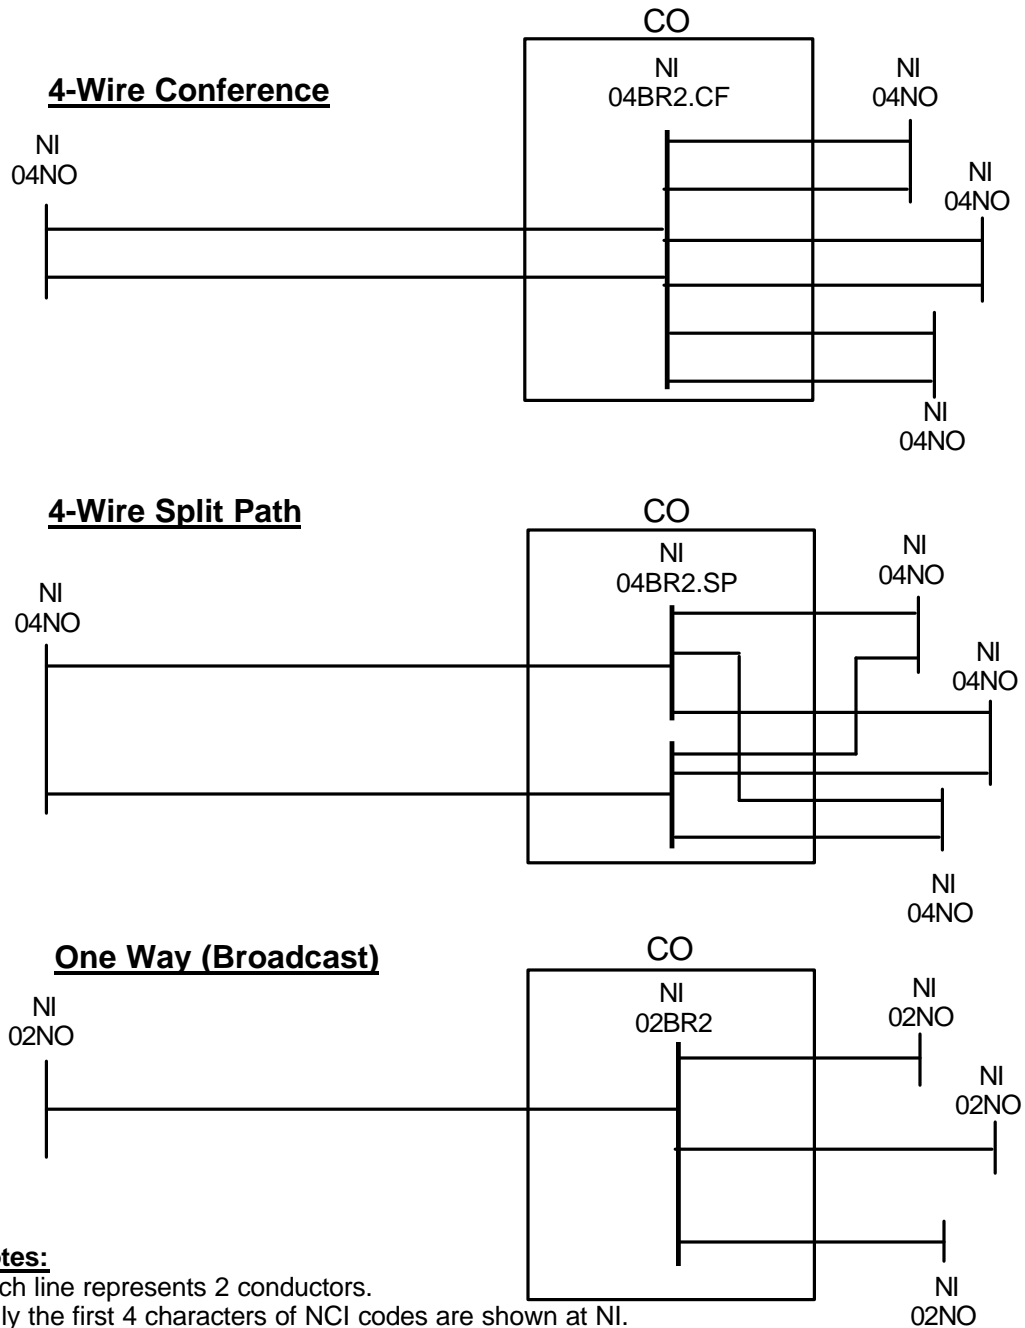 CO
4-Wire Conference
NI
04BR2.CF
NI
04NO
NI
04NO
NI
04NO
NI
04NO
4-Wire Split Path
CO
NI
04BR2.SP
NI
04NO
NI
04NO
NI
04NO
NI
04NO
One Way (Broadcast)
CO
NI
02BR2
NI
02NO
NI
02NO
NI
02NO
NI
02NO
otes:
ch line represents 2 conductors.
ly the first 4 characters of NCI codes are shown at NI.